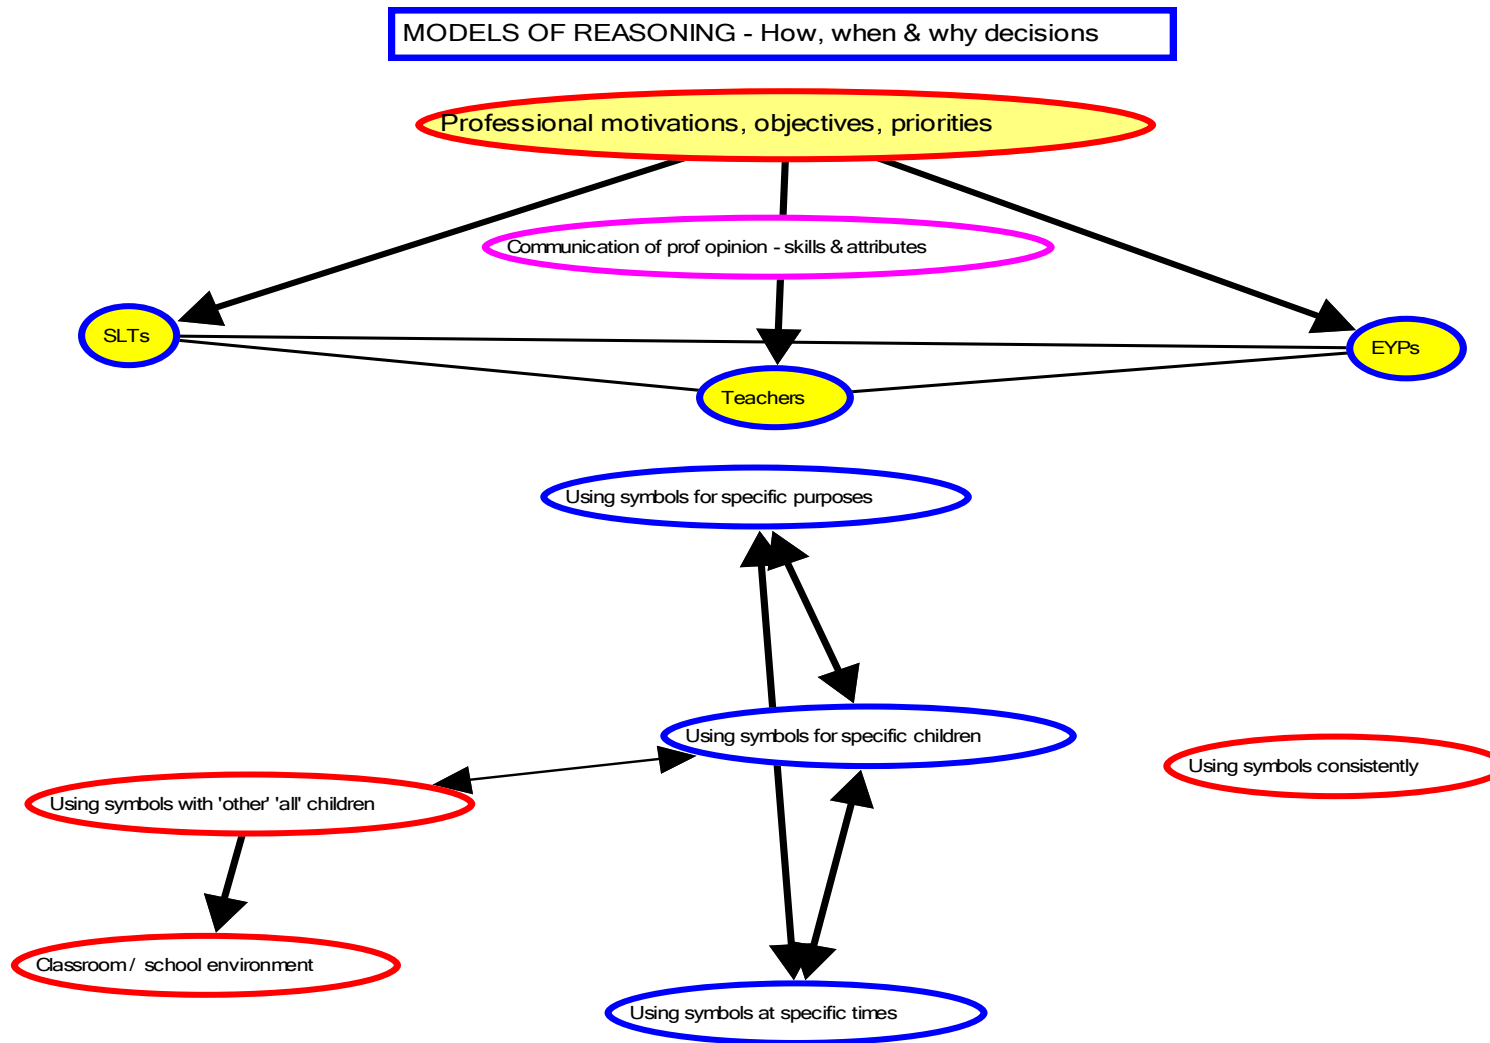 MODELS OF REASONING - How, when & why decisions
Professional motivations, objectives, priorities
Communication of prof opinion - skills & attributes
SLTs
EYPs
Teachers
Using symbols for specific purposes
Using symbols for specific children
Using symbols consistently
Using symbols with 'other' 'all' children
Classroom / school environment
Using symbols at specific times